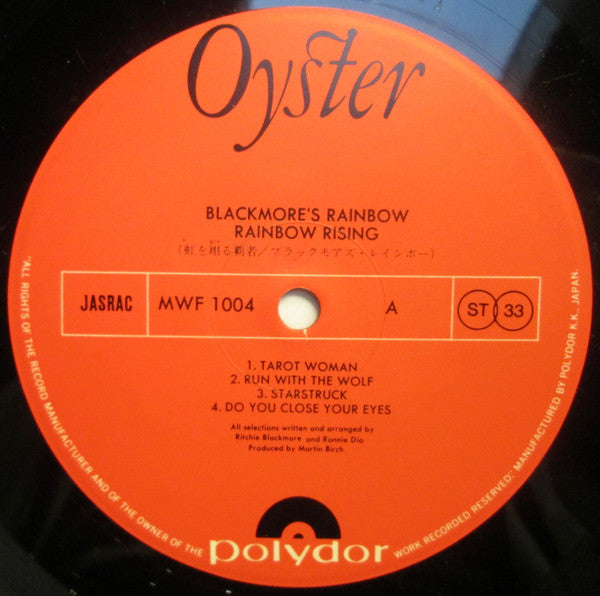 Oyster
BLACKMORE'S RAINBOW
RAINBOW RISING
(虹を翔る覇者/ブラックモアズ・レインボー)
JASRAC
MWF 1004
A
ST 33
1. TAROT WOMAN
2. RUN WITH THE WOLF
3. STARSTRUCK
4. DO YOU CLOSE YOUR EYES
All selections written and arranged by
Ritchie Blackmore and Ronnie Dio
Produced by Martin Birch
polydor
"ALL RIGHTS OF THE RECORD MANUFACTURER AND OF THE OWNER OF THE WORK RECORDED RESERVED", MANUFACTURED BY POLYDOR K.K., JAPAN.